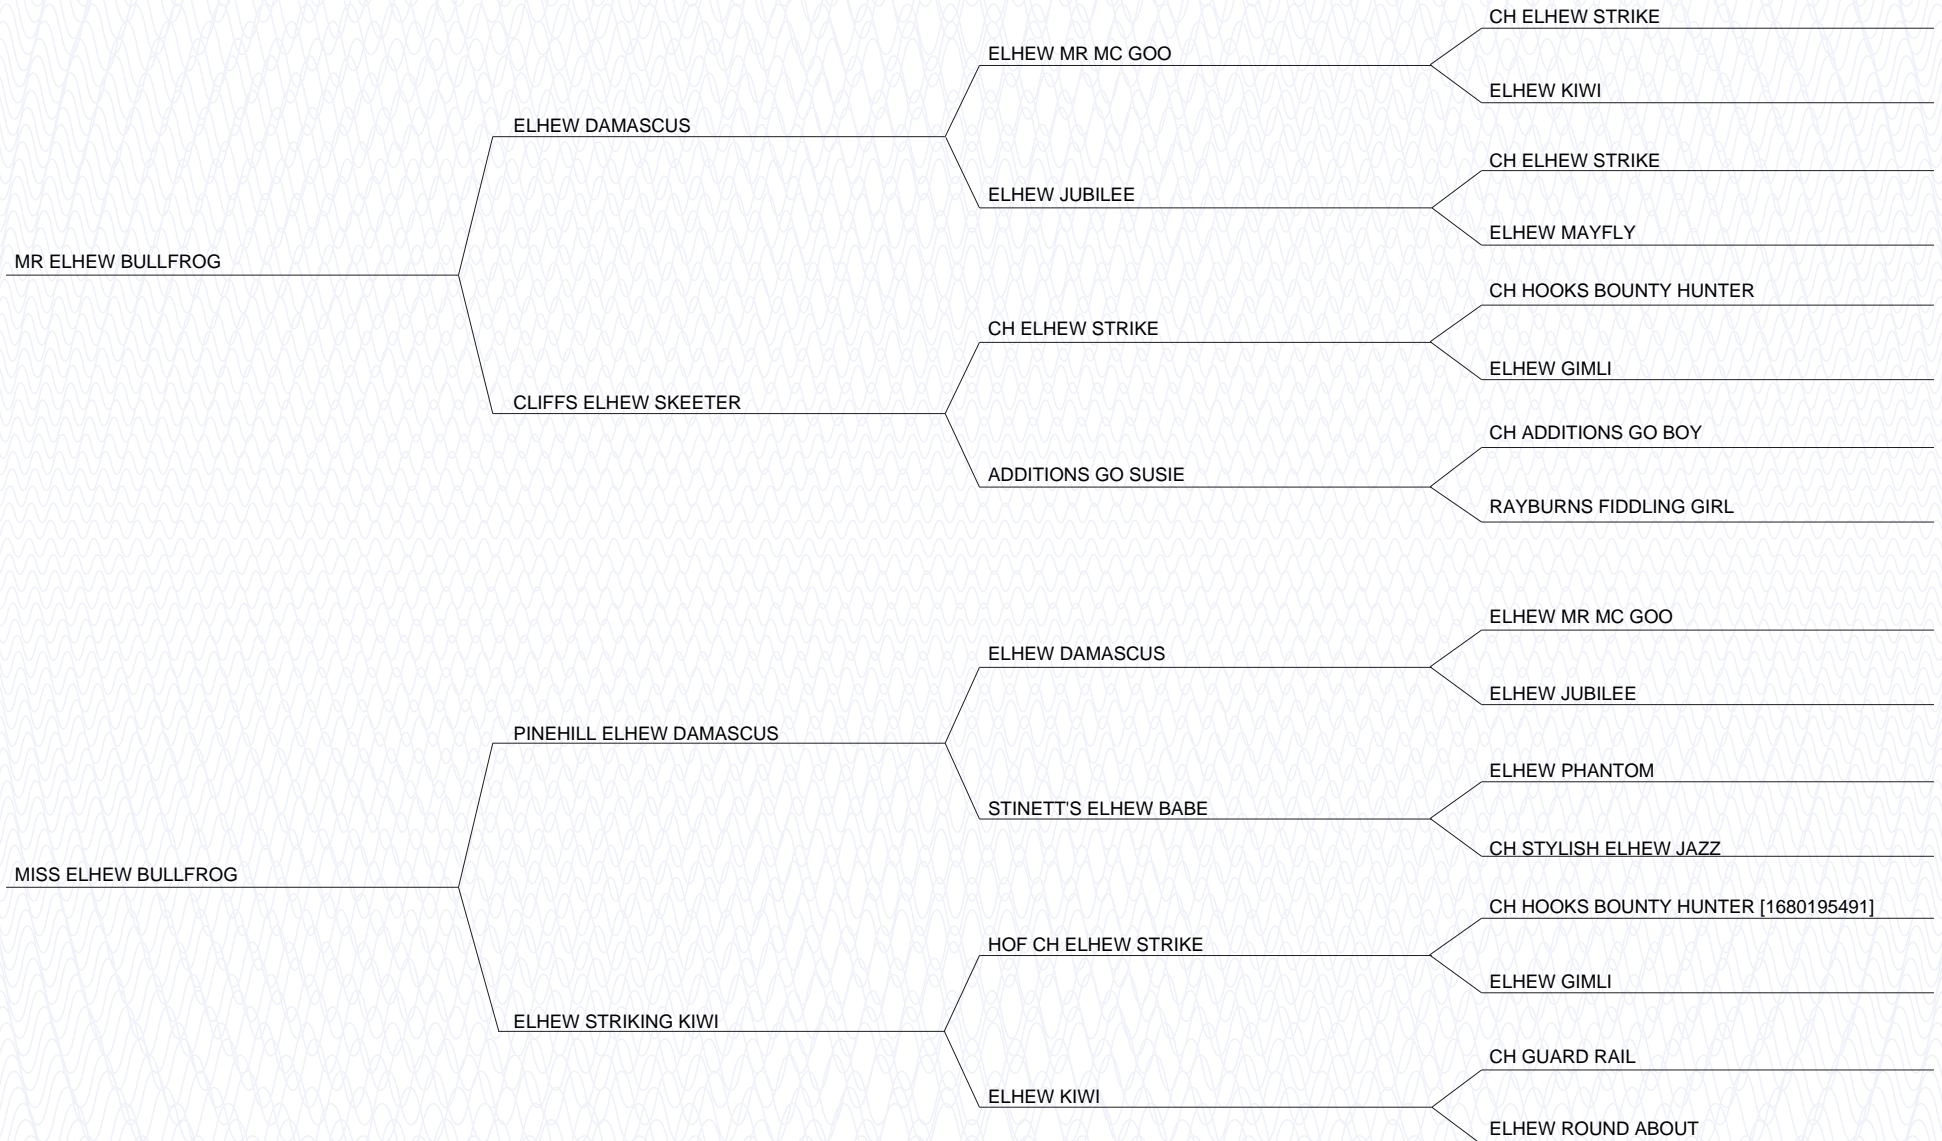 CH ELHEW STRIKE
ELHEW MR MC GOO
ELHEW KIWI
ELHEW DAMASCUS
CH ELHEW STRIKE
ELHEW JUBILEE
ELHEW MAYFLY
MR ELHEW BULLFROG
CH HOOKS BOUNTY HUNTER
CH ELHEW STRIKE
ELHEW GIMLI
CLIFFS ELHEW SKEETER
CH ADDITIONS GO BOY
ADDITIONS GO SUSIE
RAYBURNS FIDDLING GIRL
ELHEW MR MC GOO
ELHEW DAMASCUS
ELHEW JUBILEE
PINEHILL ELHEW DAMASCUS
ELHEW PHANTOM
STINETT'S ELHEW BABE
CH STYLISH ELHEW JAZZ
MISS ELHEW BULLFROG
CH HOOKS BOUNTY HUNTER [1680195491]
HOF CH ELHEW STRIKE
ELHEW GIMLI
ELHEW STRIKING KIWI
CH GUARD RAIL
ELHEW KIWI
ELHEW ROUND ABOUT